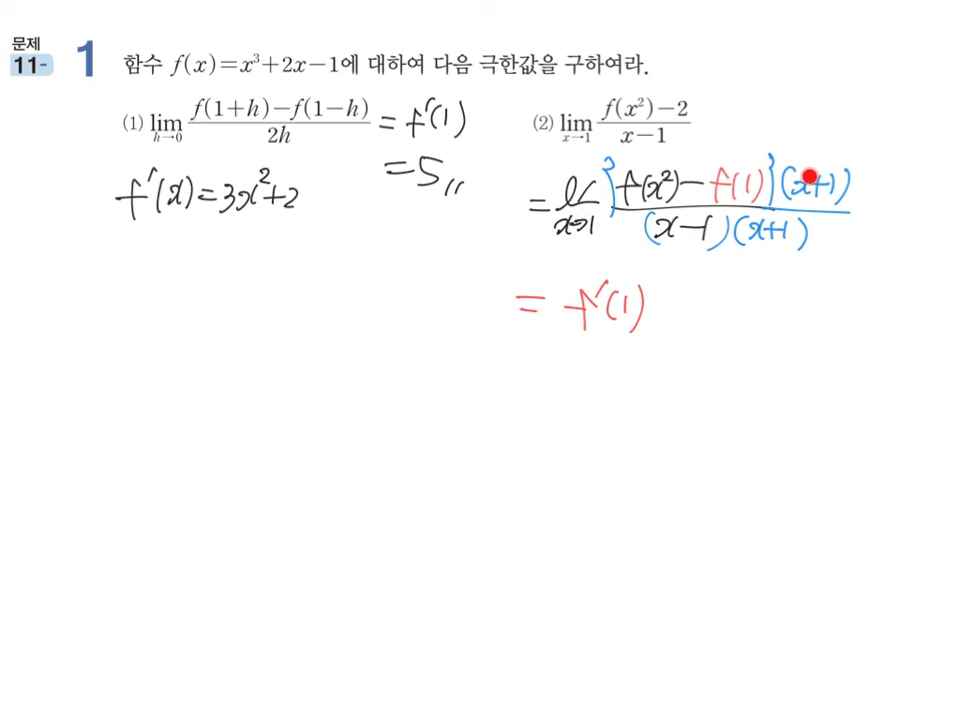 문제
11-1 함수 f(x)=x³+2x−1에 대하여 다음 극한값을 구하여라.
(1) lim_{h→0} (f(1+h)−f(1−h))/(2h) = f'(1)
= 5 〃
f'(x)=3x²+2
(2) lim_{x→1} (f(x²)−2)/(x−1)
= lim_{x→1} ({f(x²)−f(1)}(x+1))/((x−1)(x+1))
= f'(1)